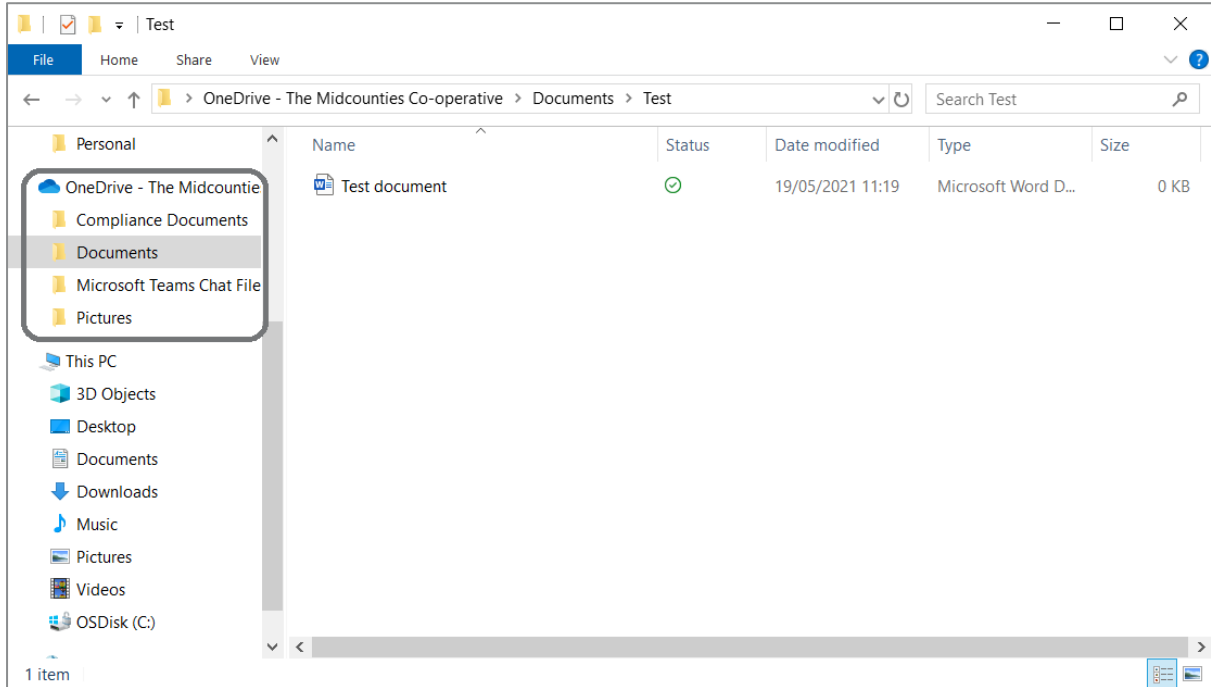 Test
File Home Share View
OneDrive - The Midcounties Co-operative > Documents > Test
Search Test
Personal
OneDrive - The Midcountie
Compliance Documents
Documents
Microsoft Teams Chat File
Pictures
This PC
3D Objects
Desktop
Documents
Downloads
Music
Pictures
Videos
OSDisk (C:)
Name Status Date modified Type Size
Test document 19/05/2021 11:19 Microsoft Word D... 0 KB
1 item